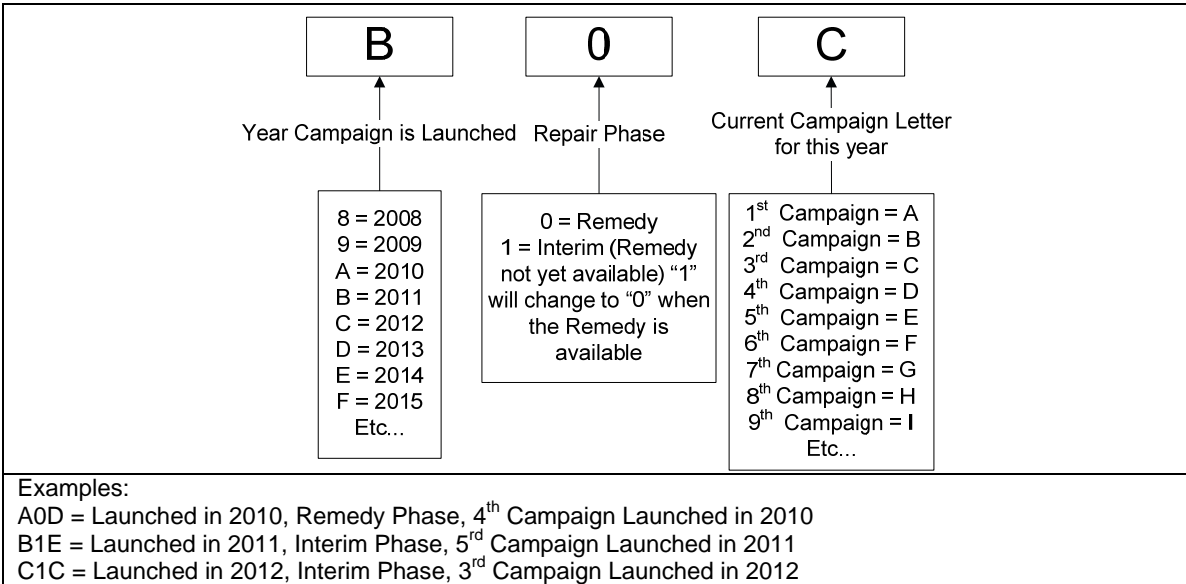 B
0
C
Year Campaign is Launched
Repair Phase
Current Campaign Letter
for this year
8 = 2008
9 = 2009
A = 2010
B = 2011
C = 2012
D = 2013
E = 2014
F = 2015
Etc...
0 = Remedy
1 = Interim (Remedy
not yet available) “1”
will change to “0” when
the Remedy is
available
1st Campaign = A
2nd Campaign = B
3rd Campaign = C
4th Campaign = D
5th Campaign = E
6th Campaign = F
7th Campaign = G
8th Campaign = H
9th Campaign = I
Etc...
Examples:
A0D = Launched in 2010, Remedy Phase, 4th Campaign Launched in 2010
B1E = Launched in 2011, Interim Phase, 5rd Campaign Launched in 2011
C1C = Launched in 2012, Interim Phase, 3rd Campaign Launched in 2012